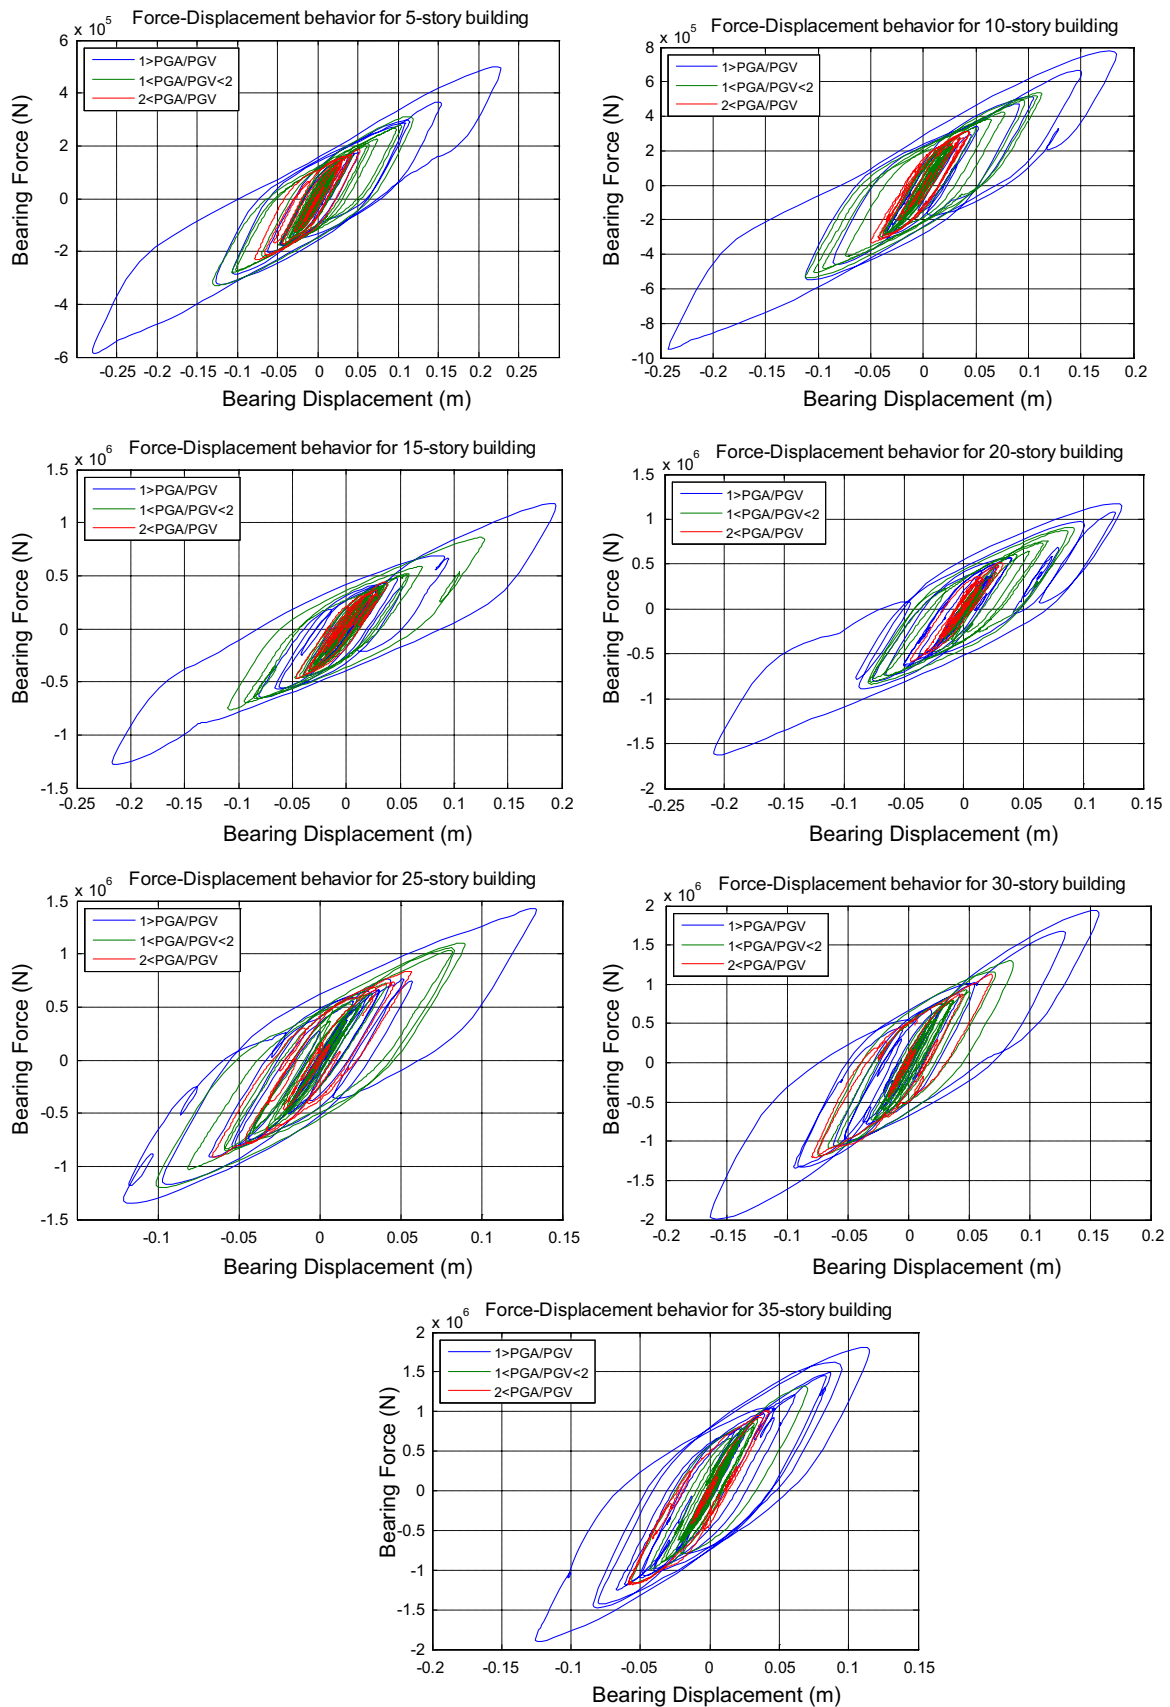 Force-Displacement behavior for 5-story building
x 10^5
6
4
2
0
-2
-4
-6
1>PGA/PGV
1<PGA/PGV<2
2<PGA/PGV
Bearing Force (N)
-0.25 -0.2 -0.15 -0.1 -0.05 0 0.05 0.1 0.15 0.2 0.25
Bearing Displacement (m)
Force-Displacement behavior for 10-story building
x 10^5
8
6
4
2
0
-2
-4
-6
-8
-10
1>PGA/PGV
1<PGA/PGV<2
2<PGA/PGV
Bearing Force (N)
-0.25 -0.2 -0.15 -0.1 -0.05 0 0.05 0.1 0.15 0.2
Bearing Displacement (m)
Force-Displacement behavior for 15-story building
x 10^6
1.5
1
0.5
0
-0.5
-1
-1.5
1>PGA/PGV
1<PGA/PGV<2
2<PGA/PGV
Bearing Force (N)
-0.25 -0.2 -0.15 -0.1 -0.05 0 0.05 0.1 0.15 0.2
Bearing Displacement (m)
Force-Displacement behavior for 20-story building
x 10^6
1.5
1
0.5
0
-0.5
-1
-1.5
-2
1>PGA/PGV
1<PGA/PGV<2
2<PGA/PGV
Bearing Force (N)
-0.25 -0.2 -0.15 -0.1 -0.05 0 0.05 0.1 0.15
Bearing Displacement (m)
Force-Displacement behavior for 25-story building
x 10^6
1.5
1
0.5
0
-0.5
-1
-1.5
1>PGA/PGV
1<PGA/PGV<2
2<PGA/PGV
Bearing Force (N)
-0.1 -0.05 0 0.05 0.1 0.15
Bearing Displacement (m)
Force-Displacement behavior for 30-story building
x 10^6
2
1.5
1
0.5
0
-0.5
-1
-1.5
-2
1>PGA/PGV
1<PGA/PGV<2
2<PGA/PGV
Bearing Force (N)
-0.2 -0.15 -0.1 -0.05 0 0.05 0.1 0.15 0.2
Bearing Displacement (m)
Force-Displacement behavior for 35-story building
x 10^6
2
1.5
1
0.5
0
-0.5
-1
-1.5
-2
1>PGA/PGV
1<PGA/PGV<2
2<PGA/PGV
Bearing Force (N)
-0.2 -0.15 -0.1 -0.05 0 0.05 0.1 0.15
Bearing Displacement (m)